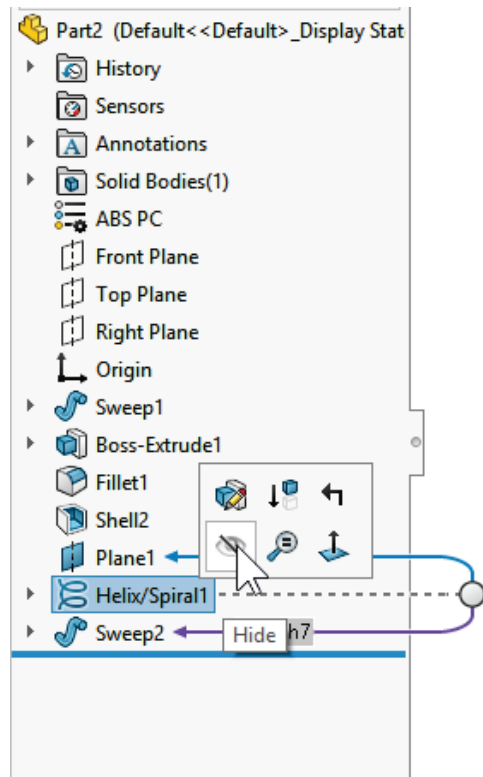 Part2 (Default<<Default>_Display Stat
History
Sensors
A Annotations
Solid Bodies(1)
ABS PC
Front Plane
Top Plane
Right Plane
Origin
Sweep1
Boss-Extrude1
Fillet1
Shell2
Plane1
Helix/Spiral1
Sweep2 Hide h7